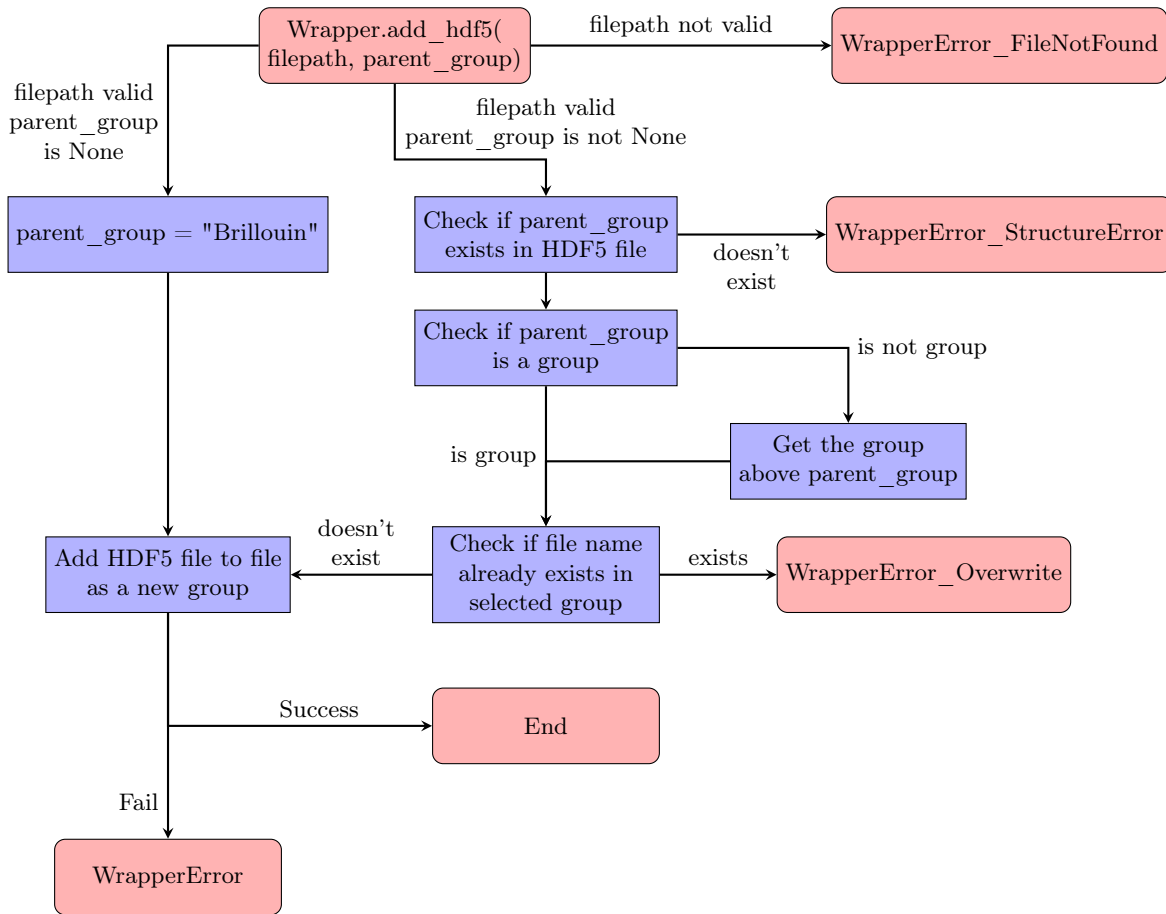 Wrapper.add_hdf5(
filepath, parent_group)
filepath not valid
WrapperError_FileNotFound
filepath valid
parent_group
is None
filepath valid
parent_group is not None
parent_group = "Brillouin"
Check if parent_group
exists in HDF5 file
doesn't
exist
WrapperError_StructureError
Check if parent_group
is a group
is not group
is group
Get the group
above parent_group
Add HDF5 file to file
as a new group
doesn't
exist
Check if file name
already exists in
selected group
exists
WrapperError_Overwrite
Success
End
Fail
WrapperError